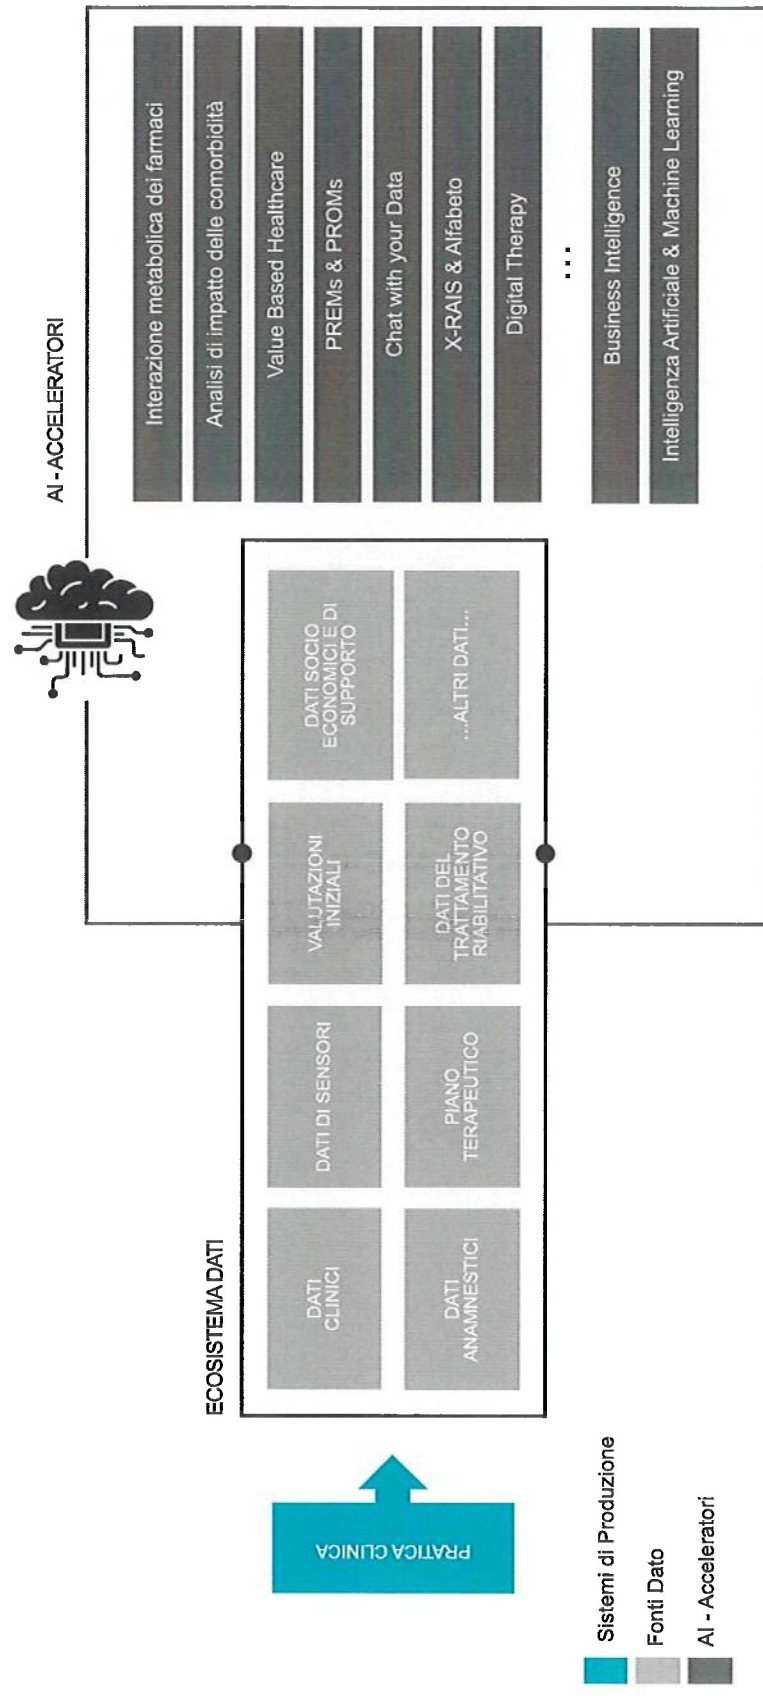 AI - ACCELERATORI
Interazione metabolica dei farmaci
Analisi di impatto delle comorbidità
Value Based Healthcare
PREMs & PROMs
Chat with your Data
X-RAIS & Alfabeto
Digital Therapy
...
Business Intelligence
Intelligenza Artificiale & Machine Learning
ECOSISTEMA DATI
DATI
CLINICI
DATI DI SENSORI
VALUTAZIONI
INIZIALI
DATI SOCIO
ECONOMICI E DI
SUPPORTO
DATI
ANAMNESTICI
PIANO
TERAPEUTICO
DATI DEL
TRATTAMENTO
RIABILITATIVO
...ALTRI DATI...
PRATICA CLINICA
Sistemi di Produzione
Fonti Dato
AI - Acceleratori